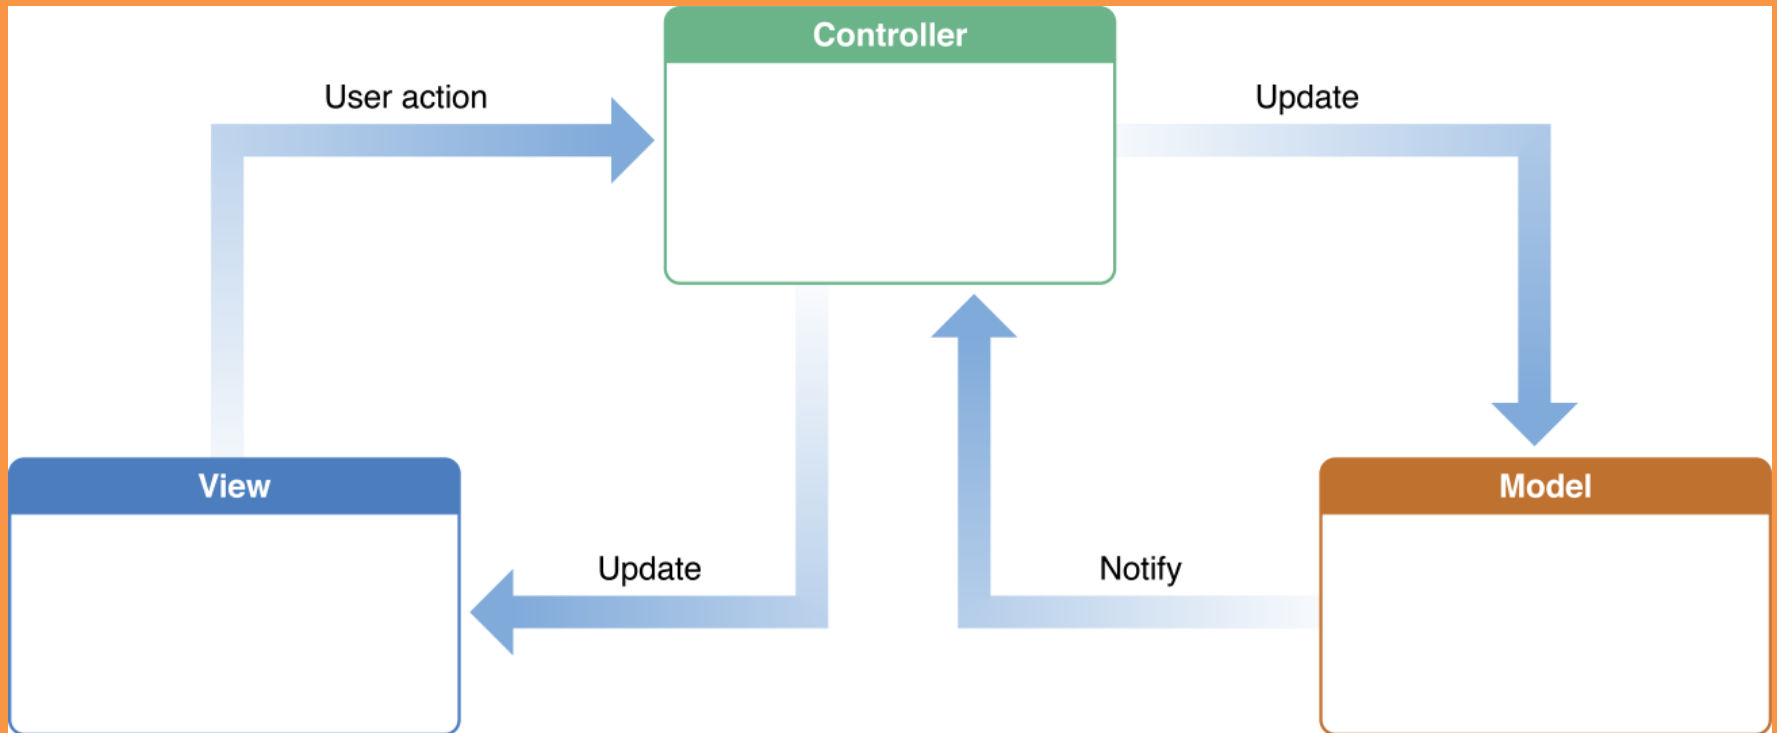 Controller
User action
Update
View
Model
Update
Notify